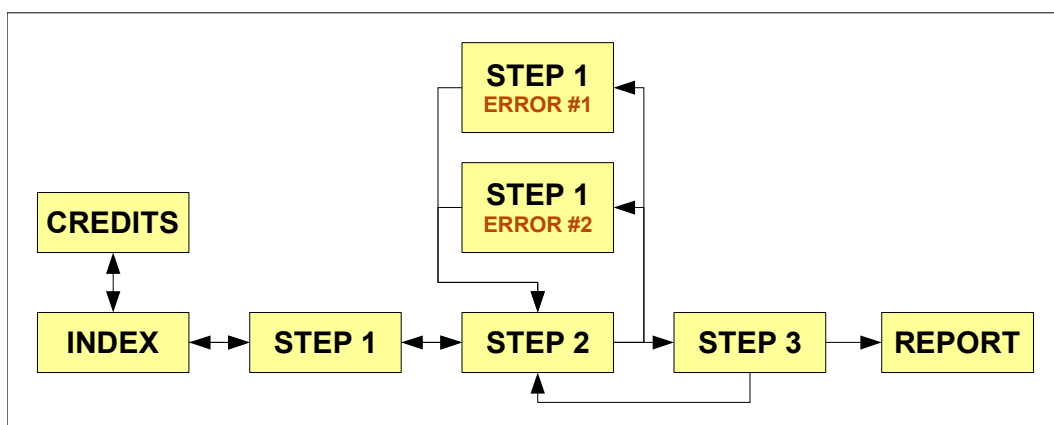 STEP 1
ERROR #1
STEP 1
ERROR #2
CREDITS
INDEX
STEP 1
STEP 2
STEP 3
REPORT